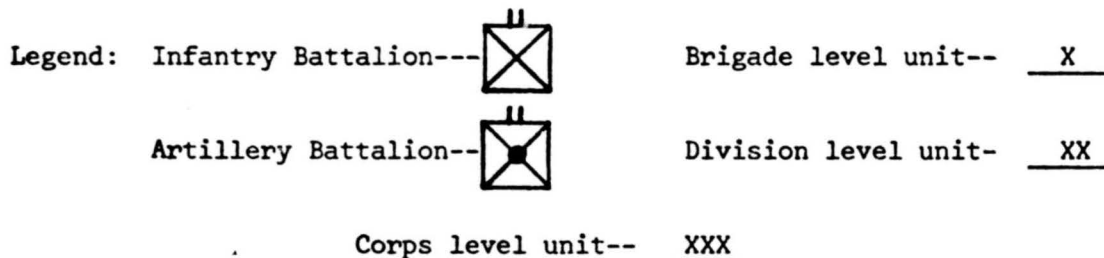 Legend: Infantry Battalion--- Brigade level unit-- X
Artillery Battalion-- Division level unit- XX
Corps level unit-- XXX